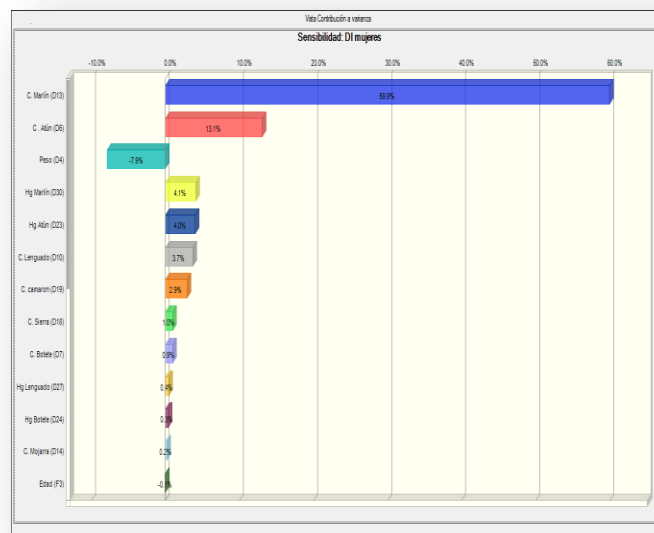 Vista Contribución a varianza
Sensibilidad: DI mujeres
-10.0% 0.0% 10.0% 20.0% 30.0% 40.0% 50.0% 60.0%
C. Marlín (D13) 59.9%
C . Atún (D6) 13.1%
Peso (D4) -7.9%
Hg Marlín (D30) 4.1%
Hg Atún (D23) 4.0%
C. Lenguado (D10) 3.7%
C. camaron (D19) 2.9%
C. Sierra (D18) 1.0%
C. Botete (D7) 0.9%
Hg Lenguado (D27) 0.4%
Hg Botete (D24) 0.3%
C. Mojarra (D14) 0.2%
Edad (F3) -0.1%